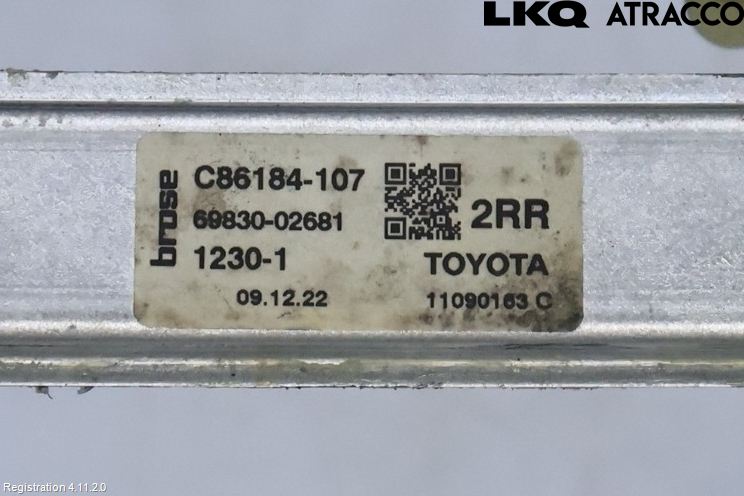 LKQ ATRACCO
brose
C86184-107
69830-02681
1230-1
09.12.22
2RR
TOYOTA
11090163 C
Registration 4.11.2.0